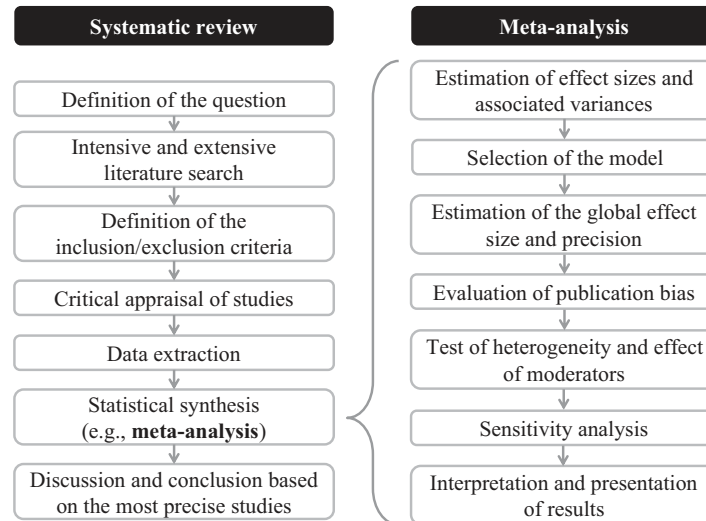 Systematic review
Definition of the question
Intensive and extensive
literature search
Definition of the
inclusion/exclusion criteria
Critical appraisal of studies
Data extraction
Statistical synthesis
(e.g., meta-analysis)
Discussion and conclusion based
on the most precise studies
Meta-analysis
Estimation of effect sizes and
associated variances
Selection of the model
Estimation of the global effect
size and precision
Evaluation of publication bias
Test of heterogeneity and effect
of moderators
Sensitivity analysis
Interpretation and presentation
of results